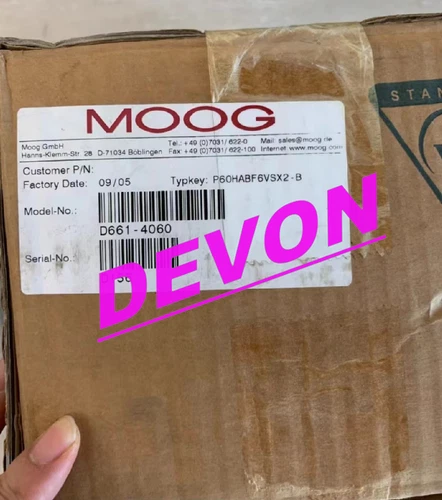 MOOG
Moog GmbH
Hanns-Klemm-Str. 28 D-71034 Böblingen
Tel.: +49 (0)7031/ 622-0 Mail: sales@moog.de
Fax: +49 (0)7031/ 622-100 Internet: www.moog.com
Customer P/N:
Factory Date: 09/05 Typkey: P60HABF6VSX2-B
Model-No.:
D661-4060
Serial-No.:
DEVON
STAN